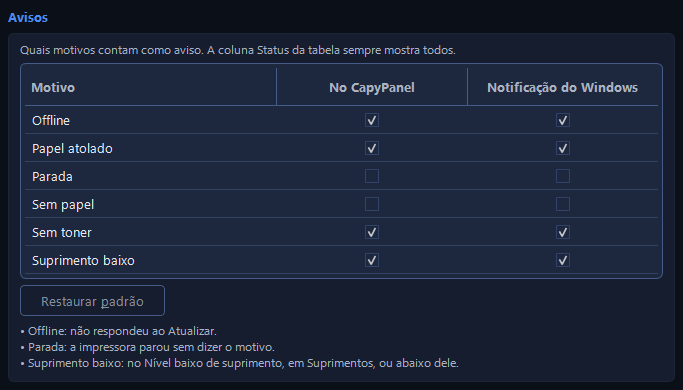 Avisos
Quais motivos contam como aviso. A coluna Status da tabela sempre mostra todos.
Motivo No CapyPanel Notificação do Windows
Offline
Papel atolado
Parada
Sem papel
Sem toner
Suprimento baixo
Restaurar padrão
• Offline: não respondeu ao Atualizar.
• Parada: a impressora parou sem dizer o motivo.
• Suprimento baixo: no Nível baixo de suprimento, em Suprimentos, ou abaixo dele.